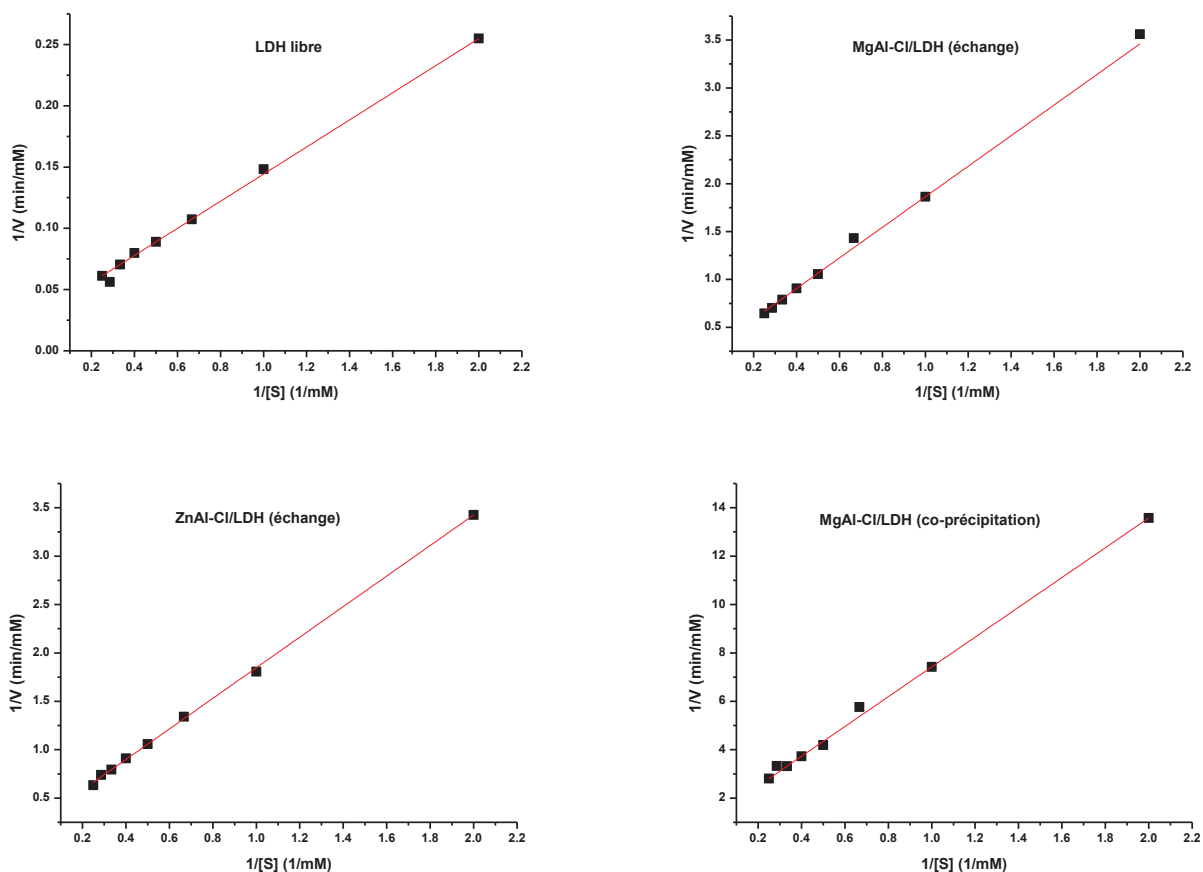 LDH libre
1/V (min/mM)
0.25
0.20
0.15
0.10
0.05
0.00
0.2 0.4 0.6 0.8 1.0 1.2 1.4 1.6 1.8 2.0 2.2
1/[S] (1/mM)
MgAl-Cl/LDH (échange)
1/V (min/mM)
3.5
3.0
2.5
2.0
1.5
1.0
0.5
0.2 0.4 0.6 0.8 1.0 1.2 1.4 1.6 1.8 2.0 2.2
1/[S] (1/mM)
ZnAl-Cl/LDH (échange)
1/V (min/mM)
3.5
3.0
2.5
2.0
1.5
1.0
0.5
0.2 0.4 0.6 0.8 1.0 1.2 1.4 1.6 1.8 2.0 2.2
1/[S] (1/mM)
MgAl-Cl/LDH (co-précipitation)
1/V (min/mM)
14
12
10
8
6
4
2
0.2 0.4 0.6 0.8 1.0 1.2 1.4 1.6 1.8 2.0 2.2
1/[S] (1/mM)